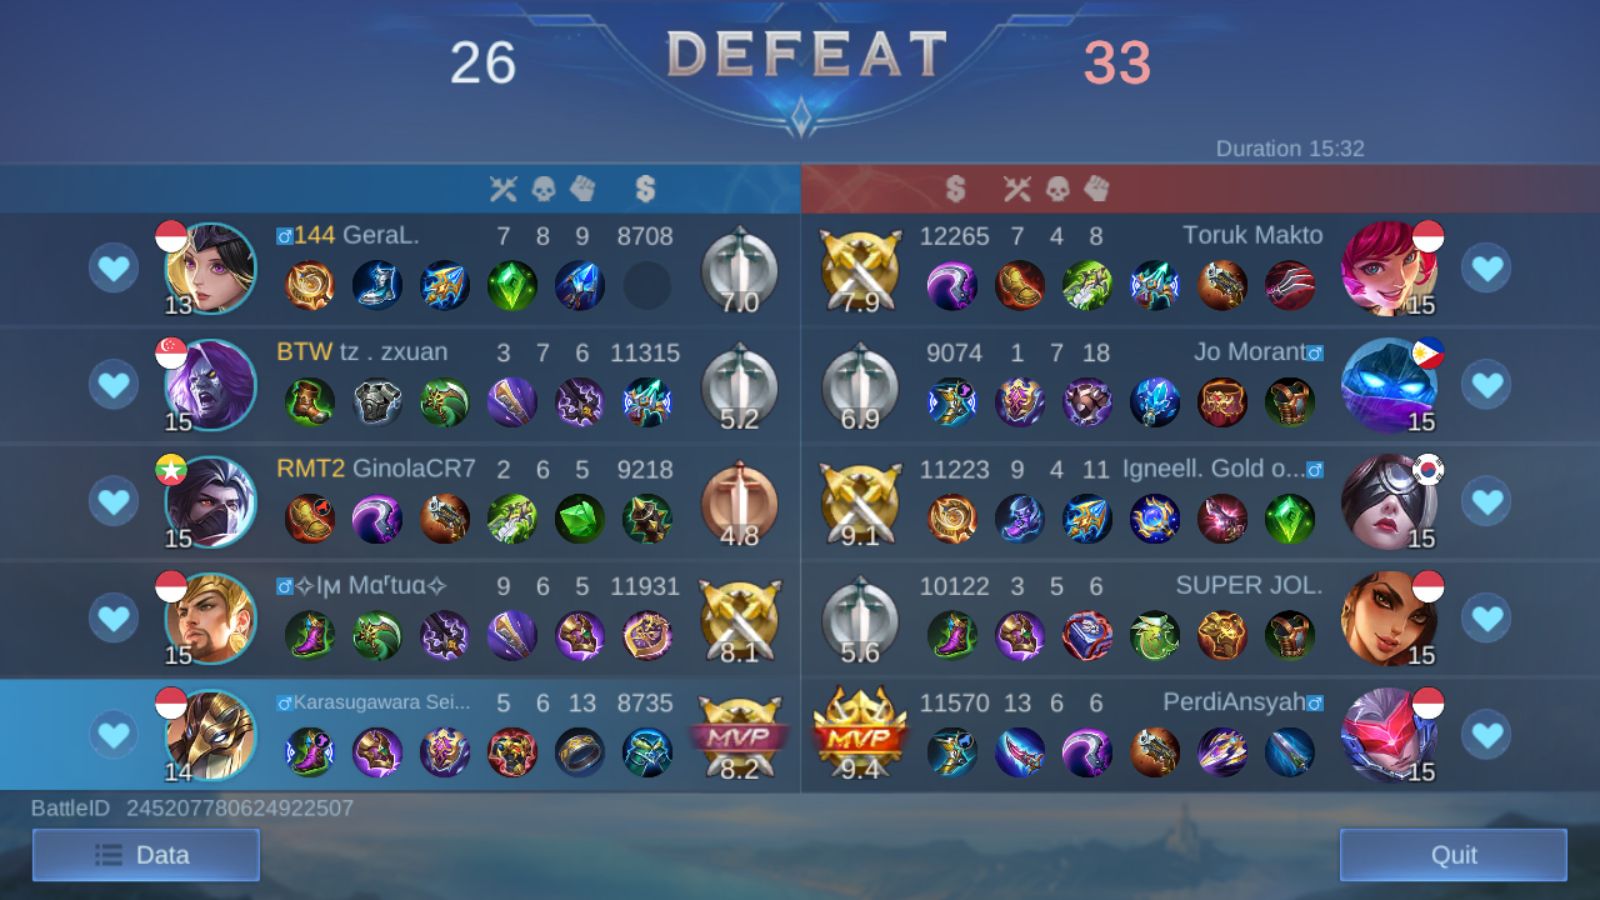 26 DEFEAT 33
Duration 15:32
144 GeraL. 7 8 9 8708
13 7.0
12265 7 4 8 Toruk Makto
7.9 15
BTW tz . zxuan 3 7 6 11315
15 5.2
9074 1 7 18 Jo Morant
6.9 15
RMT2 GinolaCR7 2 6 5 9218
15 4.8
11223 9 4 11 Igneell. Gold o...
9.1 15
✧Iᴍ Mɑʳtuɑ✧ 9 6 5 11931
15 8.1
10122 3 5 6 SUPER JOL.
5.6 15
Karasugawara Sei... 5 6 13 8735
14 MVP 8.2
11570 13 6 6 PerdiAnsyah
MVP 9.4 15
BattleID 245207780624922507
Data
Quit